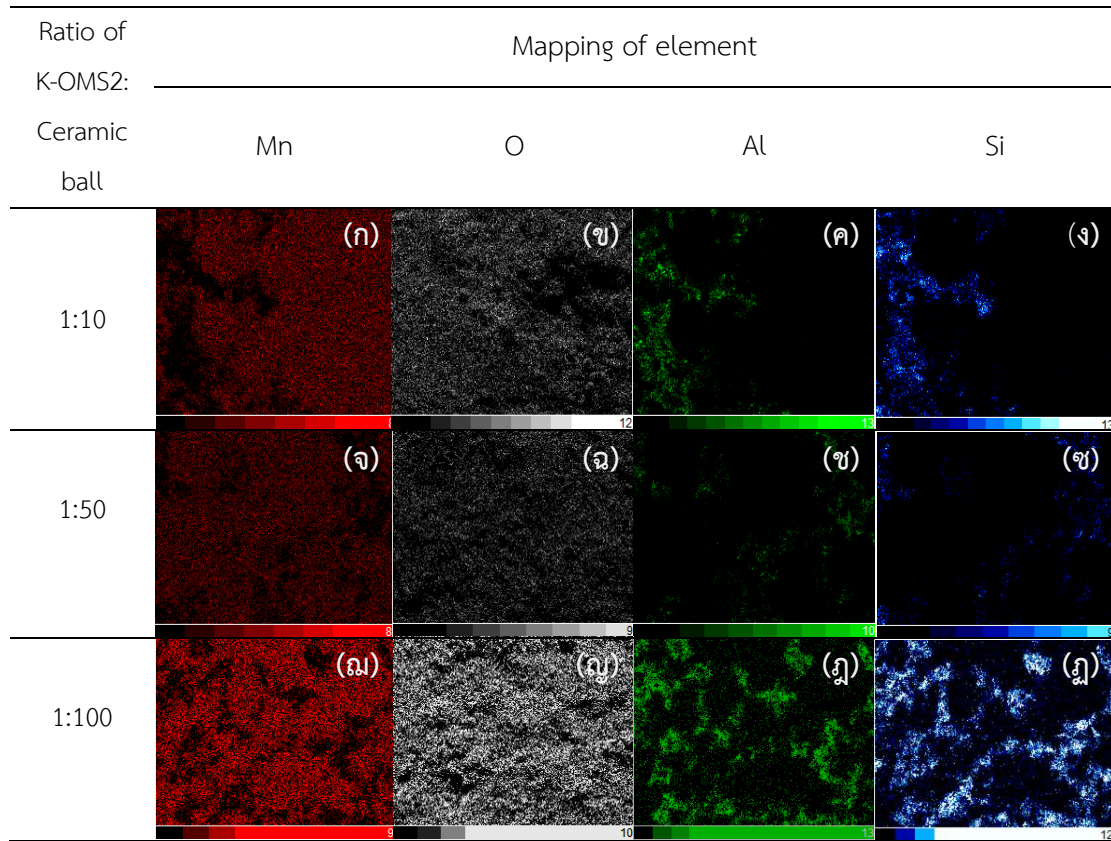 Ratio of
K-OMS2:
Ceramic
ball
Mapping of element
Mn O Al Si
1:10
(ก) (ข) (ค) (ง)
8 12 13 13
1:50
(จ) (ฉ) (ช) (ซ)
8 9 10 9
1:100
(ฌ) (ญ) (ฎ) (ฏ)
9 10 13 12